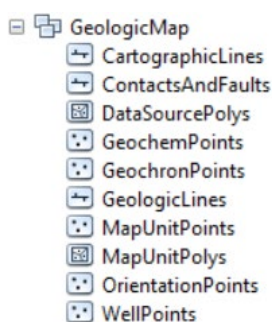 GeologicMap
CartographicLines
ContactsAndFaults
DataSourcePolys
GeochemPoints
GeochronPoints
GeologicLines
MapUnitPoints
MapUnitPolys
OrientationPoints
WellPoints